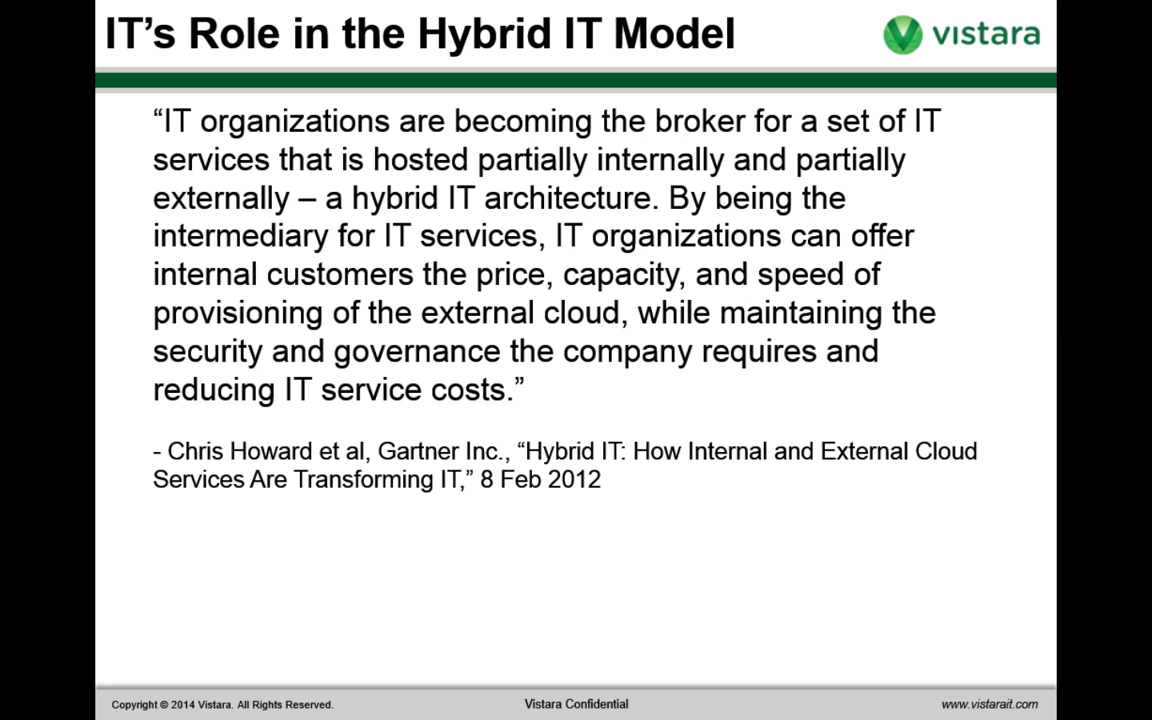 IT’s Role in the Hybrid IT Model
vistara
“IT organizations are becoming the broker for a set of IT
services that is hosted partially internally and partially
externally – a hybrid IT architecture. By being the
intermediary for IT services, IT organizations can offer
internal customers the price, capacity, and speed of
provisioning of the external cloud, while maintaining the
security and governance the company requires and
reducing IT service costs.”
- Chris Howard et al, Gartner Inc., “Hybrid IT: How Internal and External Cloud
Services Are Transforming IT,” 8 Feb 2012
Copyright © 2014 Vistara. All Rights Reserved.
Vistara Confidential
www.vistarait.com